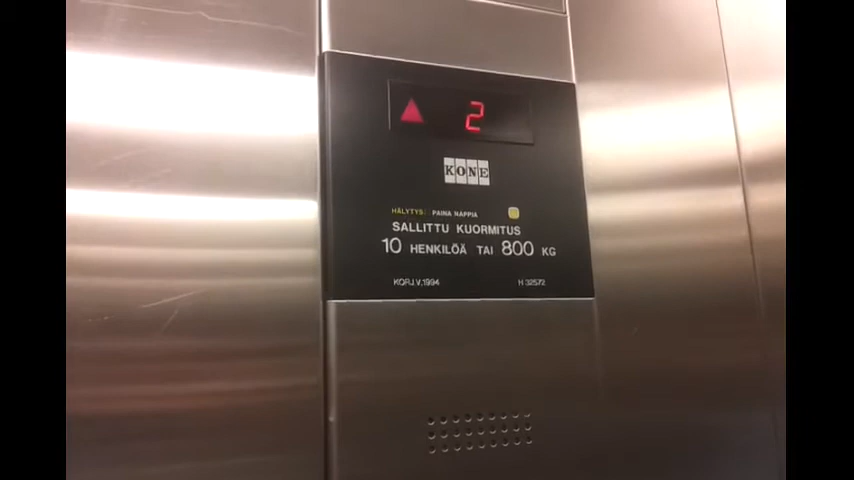 2
KONE
HÄLYTYS: PAINA NAPPIA
SALLITTU KUORMITUS
10 HENKILÖÄ TAI 800 KG
KORJ.V.1994 H 32572